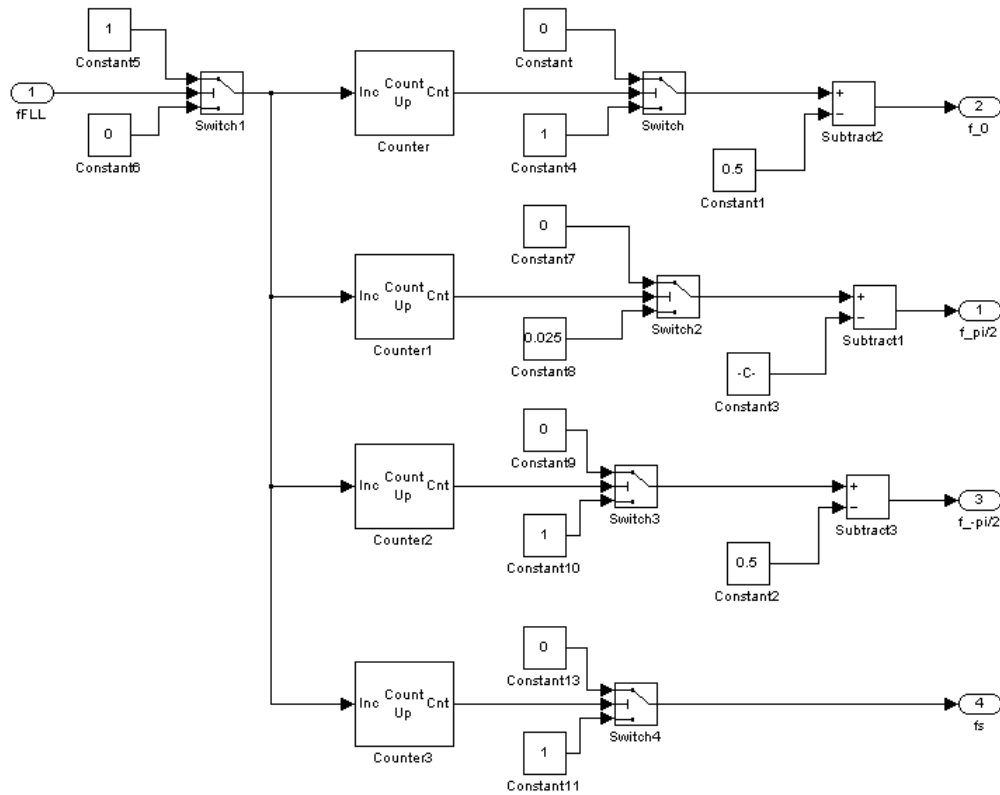 1
Constant5
1
fFLL
0
Constant6
Switch1
Inc Count Up Cnt
Counter
0
Constant
1
Constant4
Switch
0.5
Constant1
+
−
Subtract2
2
f_0
Inc Count Up Cnt
Counter1
0
Constant7
0.025
Constant8
Switch2
-C-
Constant3
+
−
Subtract1
1
f_pi/2
Inc Count Up Cnt
Counter2
0
Constant9
1
Constant10
Switch3
0.5
Constant2
+
−
Subtract3
3
f_-pi/2
Inc Count Up Cnt
Counter3
0
Constant13
1
Constant11
Switch4
4
fs